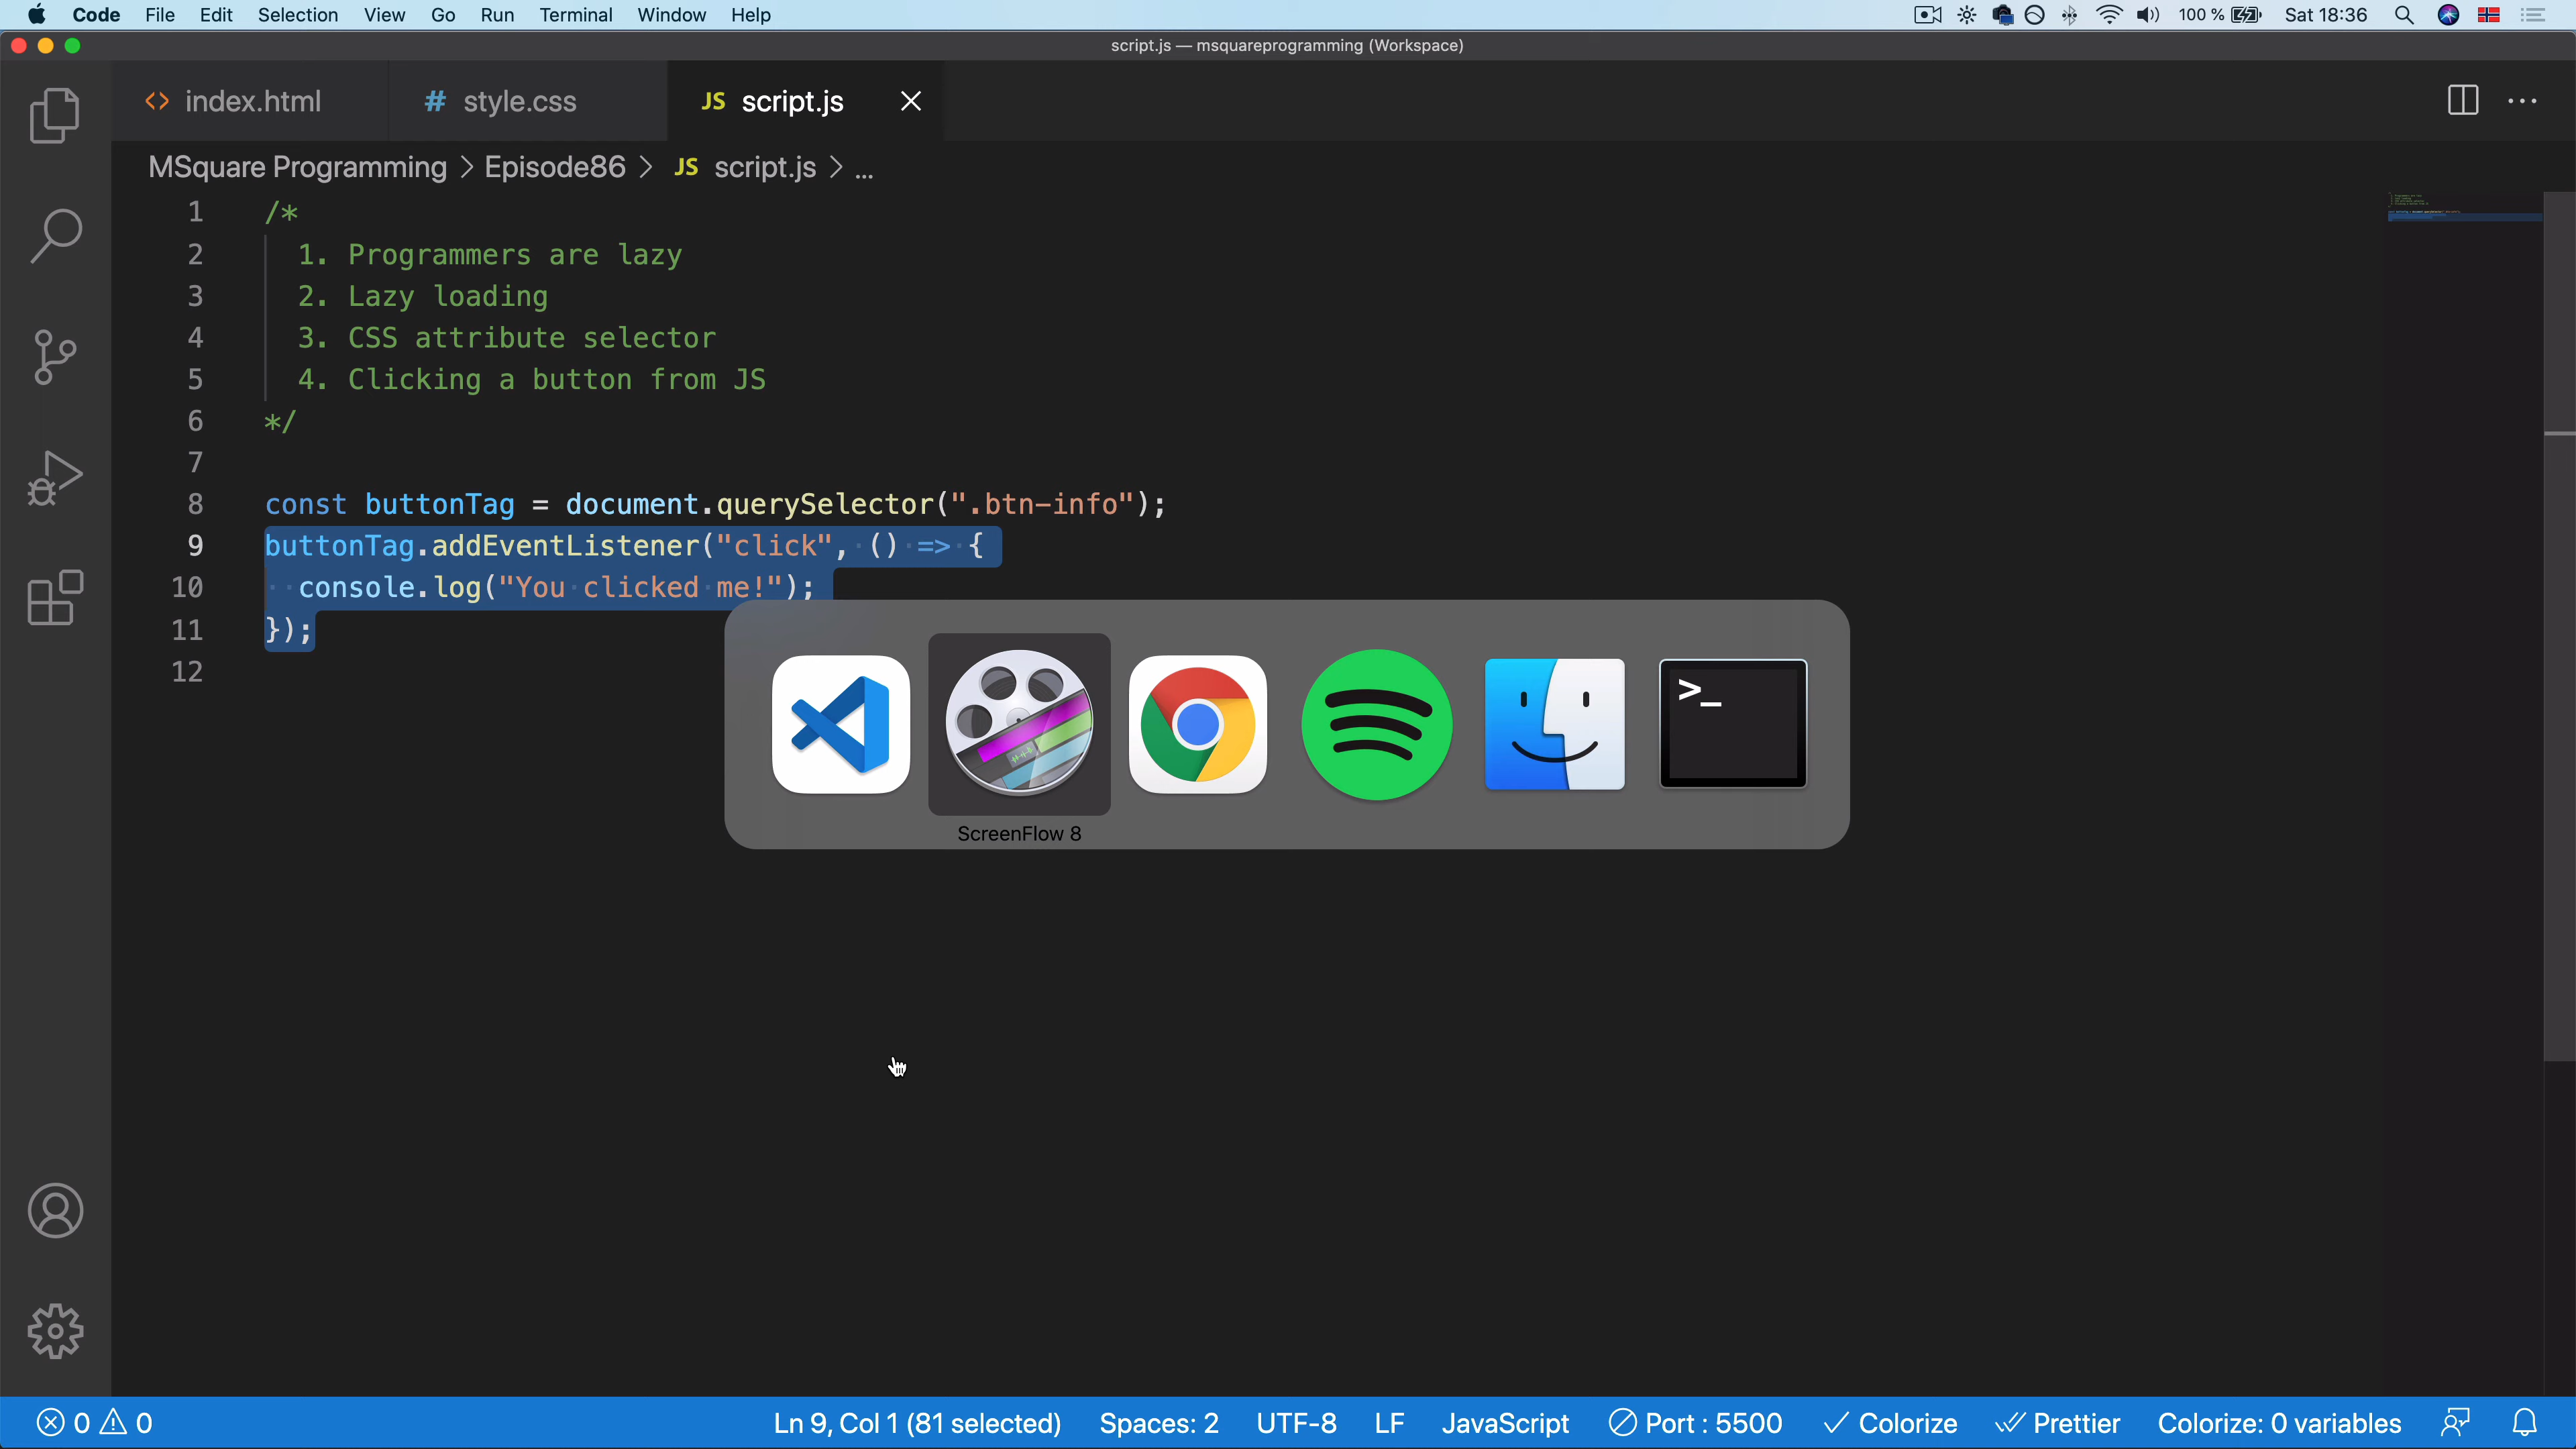 Code File Edit Selection View Go Run Terminal Window Help 100 % Sat 18:36
script.js — msquareprogramming (Workspace)
<> index.html # style.css JS script.js
MSquare Programming > Episode86 > JS script.js > ...
1 /*
2 1. Programmers are lazy
3 2. Lazy loading
4 3. CSS attribute selector
5 4. Clicking a button from JS
6 */
7
8 const buttonTag = document.querySelector(".btn-info");
9 buttonTag.addEventListener("click", () => {
10 console.log("You clicked me!");
11 });
12
>_
ScreenFlow 8
0 0 Ln 9, Col 1 (81 selected) Spaces: 2 UTF-8 LF JavaScript Port : 5500 Colorize Prettier Colorize: 0 variables